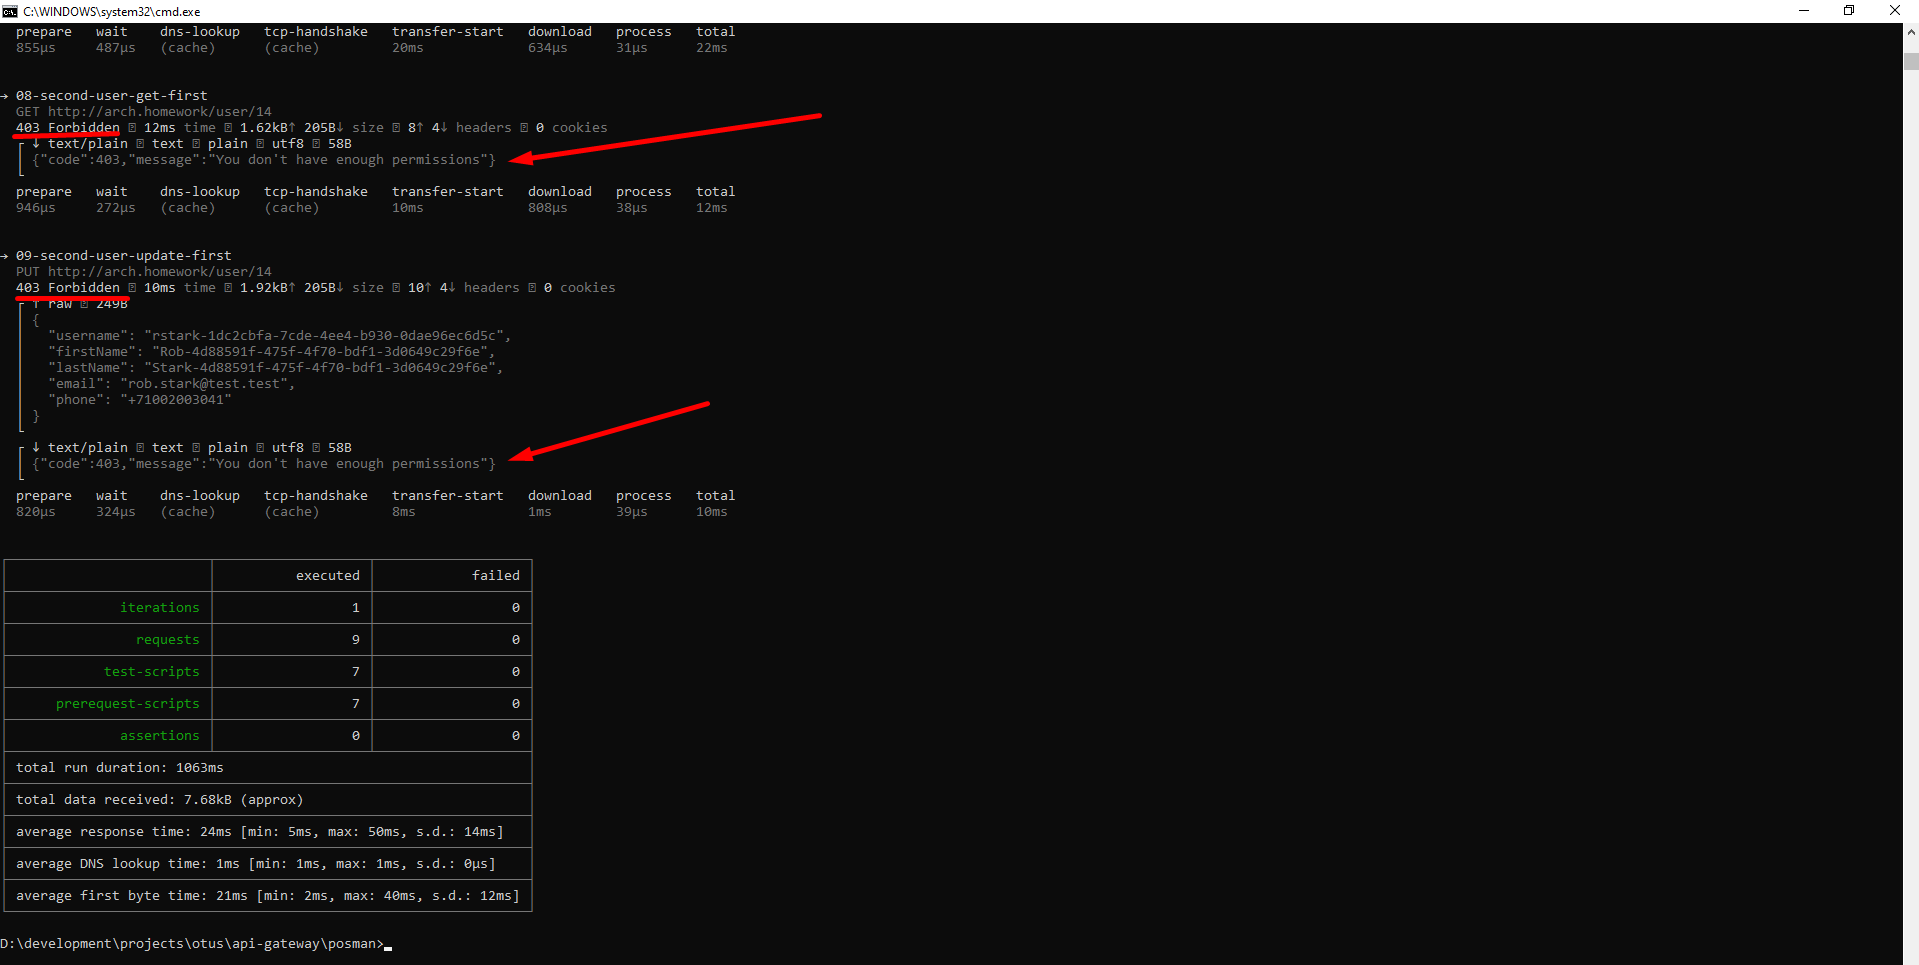 C:\WINDOWS\system32\cmd.exe
prepare   wait   dns-lookup   tcp-handshake   transfer-start   download   process   total
855µs     487µs   (cache)      (cache)         20ms             634µs      31µs      22ms
→ 08-second-user-get-first
GET http://arch.homework/user/14
403 Forbidden 12ms time 1.62kB↑ 205B↓ size 8↑ 4↓ headers 0 cookies
↓ text/plain text plain utf8 58B
{"code":403,"message":"You don't have enough permissions"}
prepare   wait   dns-lookup   tcp-handshake   transfer-start   download   process   total
946µs     272µs   (cache)      (cache)         10ms             808µs      38µs      12ms
→ 09-second-user-update-first
PUT http://arch.homework/user/14
403 Forbidden 10ms time 1.92kB↑ 205B↓ size 10↑ 4↓ headers 0 cookies
↑ raw 249B
{
"username": "rstark-1dc2cbfa-7cde-4ee4-b930-0dae96ec6d5c",
"firstName": "Rob-4d88591f-475f-4f70-bdf1-3d0649c29f6e",
"lastName": "Stark-4d88591f-475f-4f70-bdf1-3d0649c29f6e",
"email": "rob.stark@test.test",
"phone": "+71002003041"
}
↓ text/plain text plain utf8 58B
{"code":403,"message":"You don't have enough permissions"}
prepare   wait   dns-lookup   tcp-handshake   transfer-start   download   process   total
820µs     324µs   (cache)      (cache)         8ms              1ms        39µs      10ms
executed   failed
iterations   1   0
requests   9   0
test-scripts   7   0
prerequest-scripts   7   0
assertions   0   0
total run duration: 1063ms
total data received: 7.68kB (approx)
average response time: 24ms [min: 5ms, max: 50ms, s.d.: 14ms]
average DNS lookup time: 1ms [min: 1ms, max: 1ms, s.d.: 0µs]
average first byte time: 21ms [min: 2ms, max: 40ms, s.d.: 12ms]
D:\development\projects\otus\api-gateway\posman>